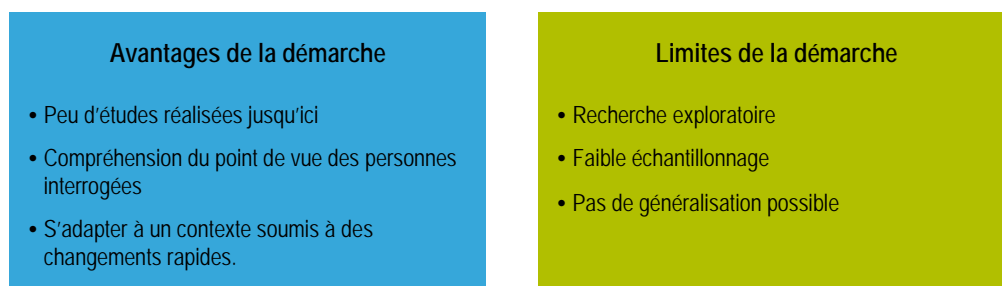 Avantages de la démarche
• Peu d'études réalisées jusqu'ici
• Compréhension du point de vue des personnes
interrogées
• S'adapter à un contexte soumis à des
changements rapides.
Limites de la démarche
• Recherche exploratoire
• Faible échantillonnage
• Pas de généralisation possible